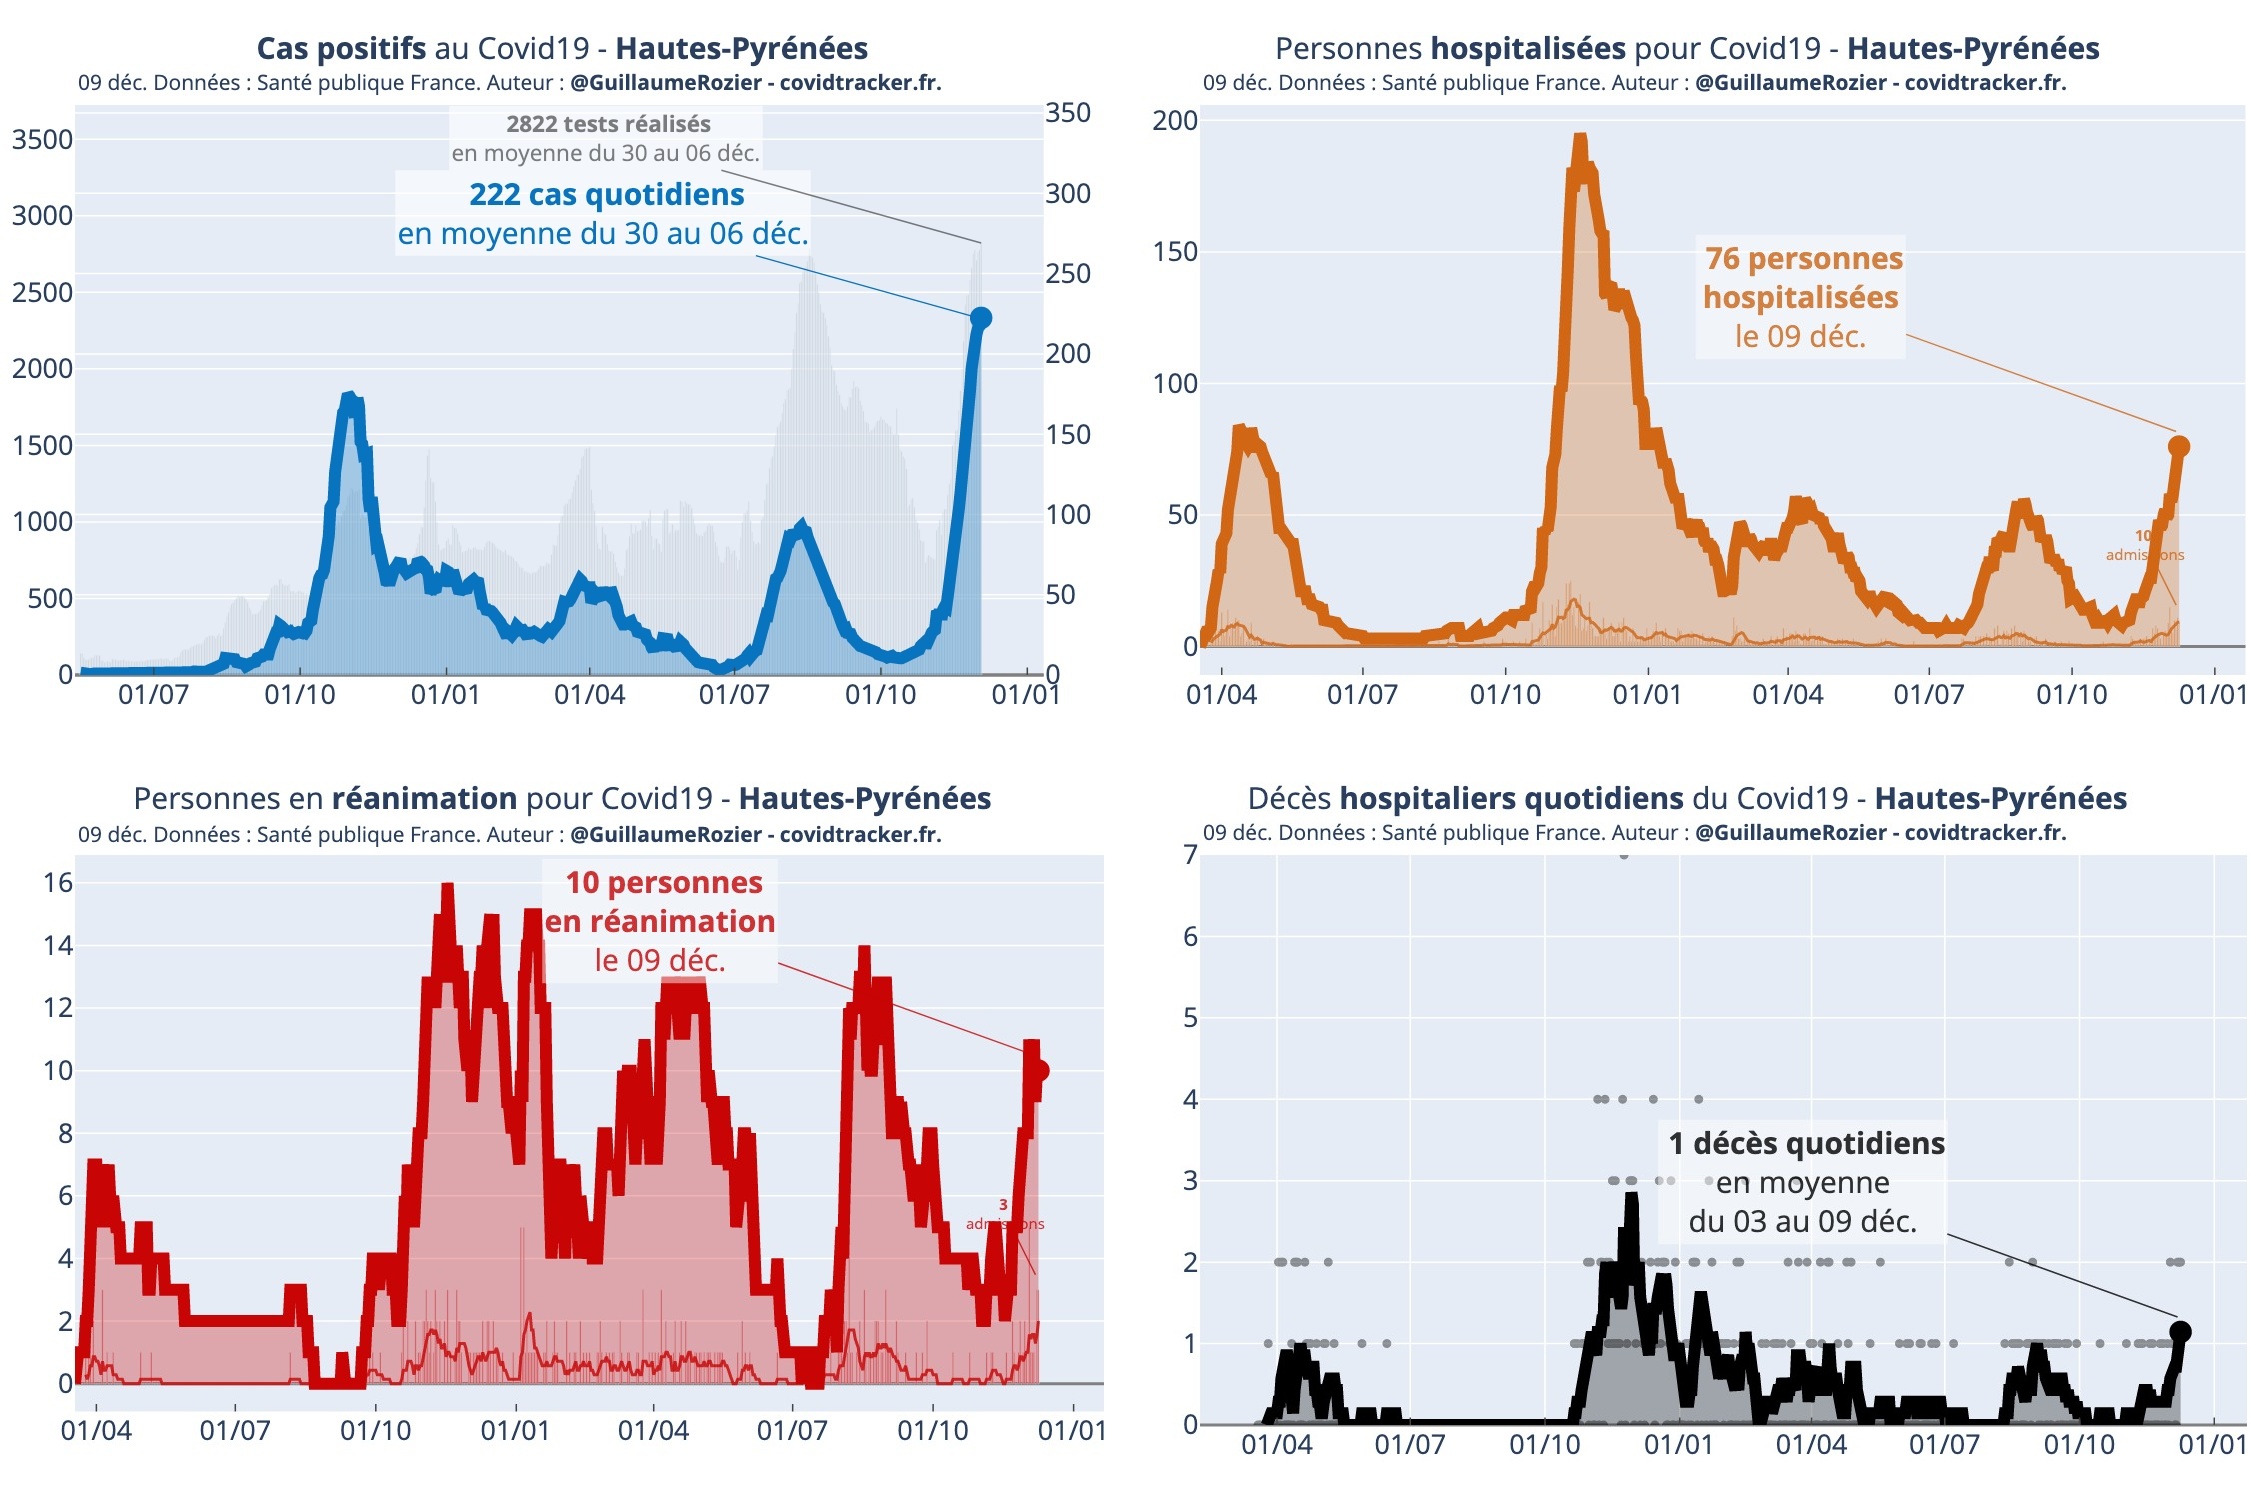 Cas positifs au Covid19 - Hautes-Pyrénées
09 déc. Données : Santé publique France. Auteur : @GuillaumeRozier - covidtracker.fr.
2822 tests réalisés
en moyenne du 30 au 06 déc.
222 cas quotidiens
en moyenne du 30 au 06 déc.
3500
3000
2500
2000
1500
1000
500
0
350
300
250
200
150
100
50
0
01/07 01/10 01/01 01/04 01/07 01/10 01/01
Personnes hospitalisées pour Covid19 - Hautes-Pyrénées
09 déc. Données : Santé publique France. Auteur : @GuillaumeRozier - covidtracker.fr.
200
150
100
50
0
76 personnes
hospitalisées
le 09 déc.
10
admissions
01/04 01/07 01/10 01/01 01/04 01/07 01/10 01/01
Personnes en réanimation pour Covid19 - Hautes-Pyrénées
09 déc. Données : Santé publique France. Auteur : @GuillaumeRozier - covidtracker.fr.
16
14
12
10
8
6
4
2
0
10 personnes
en réanimation
le 09 déc.
3
admissions
01/04 01/07 01/10 01/01 01/04 01/07 01/10 01/01
Décès hospitaliers quotidiens du Covid19 - Hautes-Pyrénées
09 déc. Données : Santé publique France. Auteur : @GuillaumeRozier - covidtracker.fr.
7
6
5
4
3
2
1
0
1 décès quotidiens
en moyenne
du 03 au 09 déc.
01/04 01/07 01/10 01/01 01/04 01/07 01/10 01/01